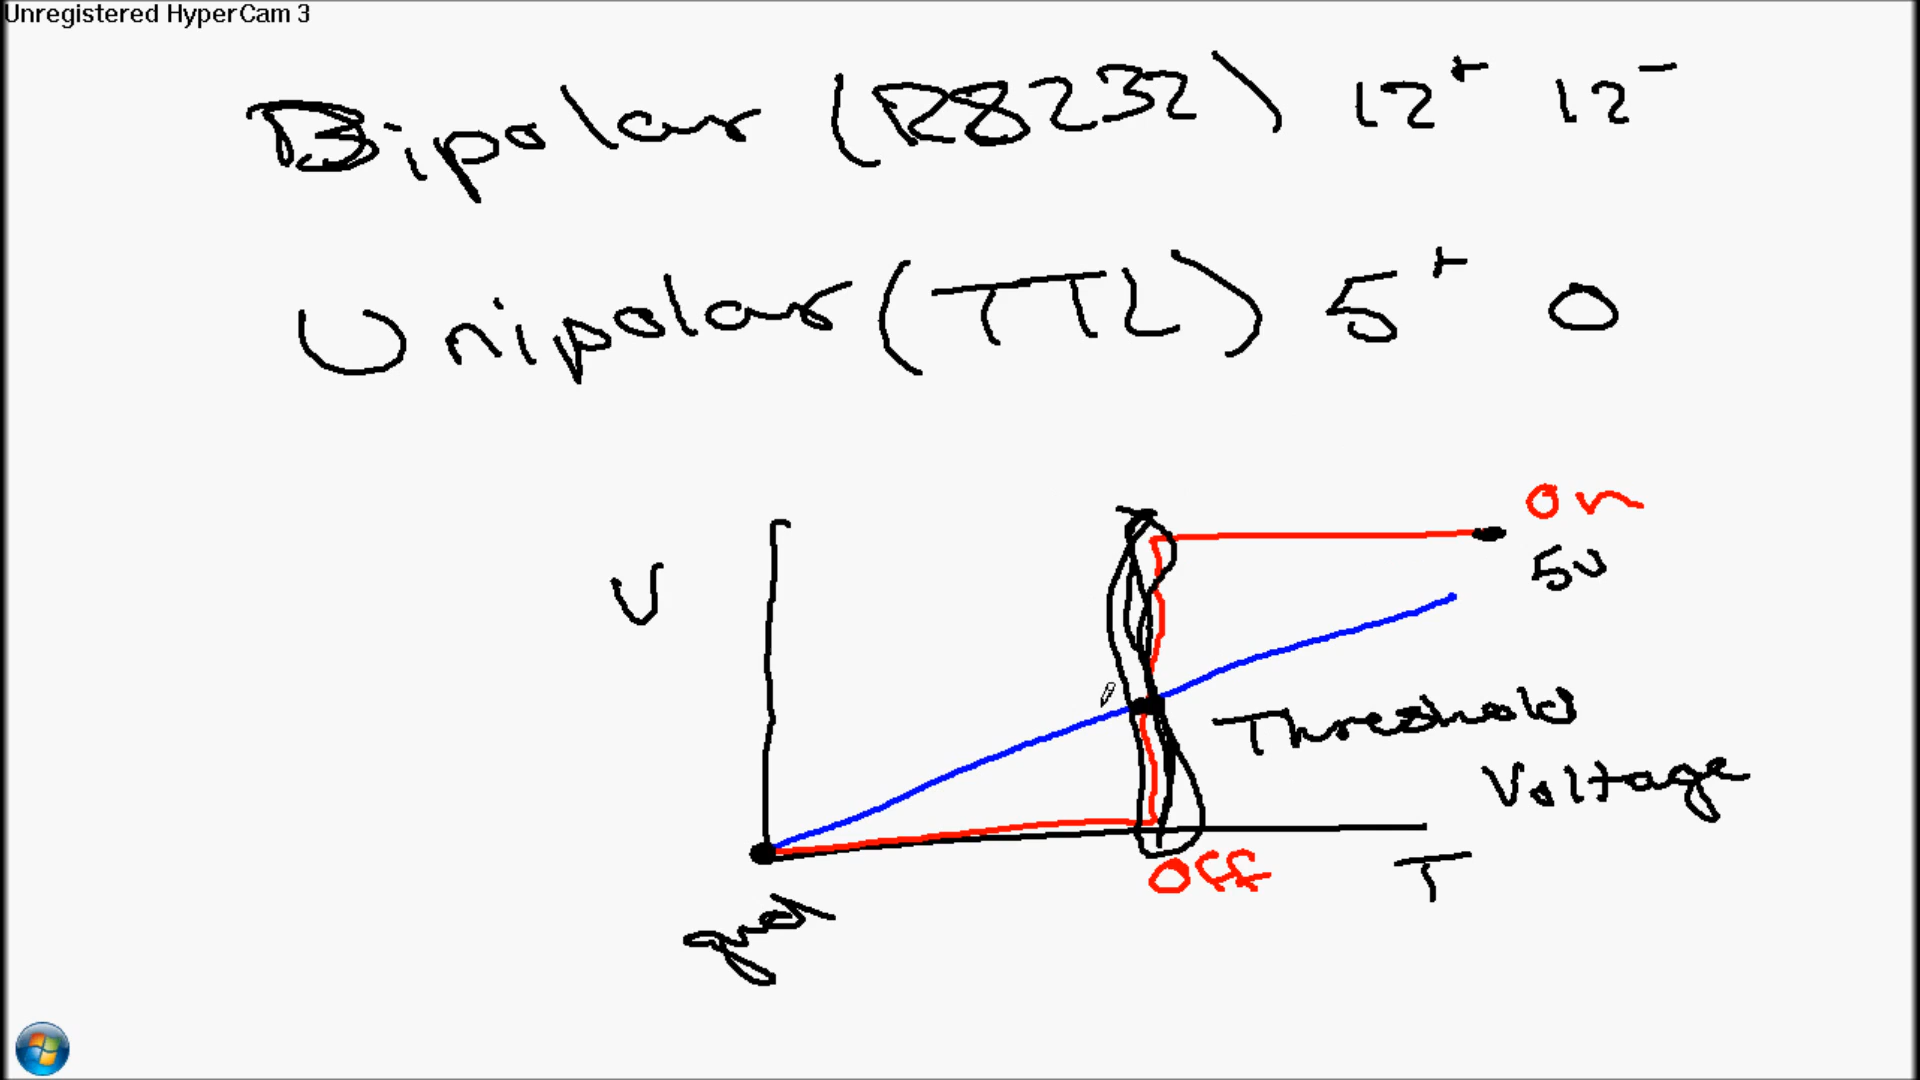 Unregistered HyperCam 3
Bipolar (RS232) 12+ 12-
Unipolar (TTL) 5+ 0
On
5v
V
Threshold
Voltage
Off
T
gnd